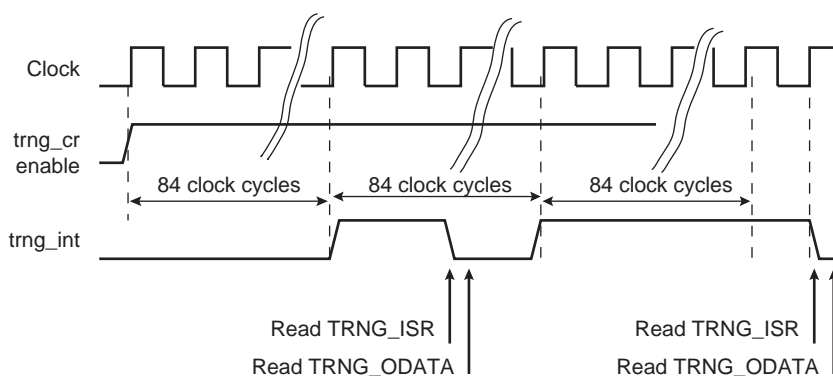 Clock
trng_cr
enable
84 clock cycles
84 clock cycles
84 clock cycles
trng_int
Read TRNG_ISR
Read TRNG_ISR
Read TRNG_ODATA
Read TRNG_ODATA